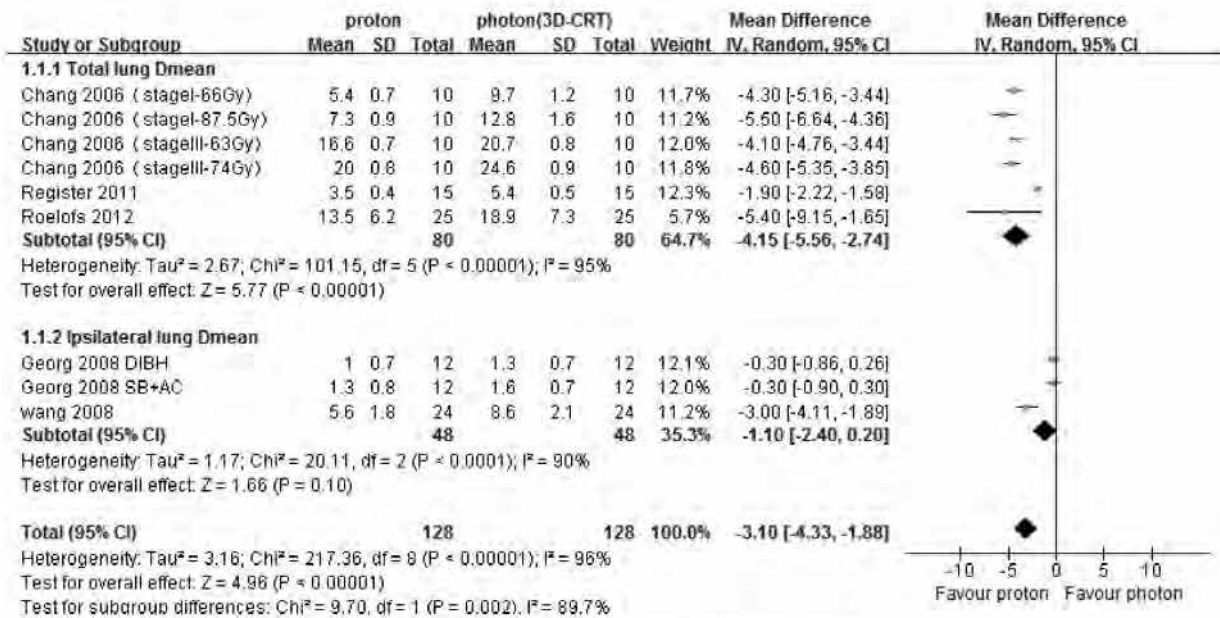 proton photon(3D-CRT) Mean Difference Mean Difference
Study or Subgroup Mean SD Total Mean SD Total Weight IV, Random, 95% CI IV, Random, 95% CI
1.1.1 Total lung Dmean
Chang 2006 ( stageI-66Gy) 5.4 0.7 10 9.7 1.2 10 11.7% -4.30 [-5.16, -3.44]
Chang 2006 ( stageI-87.5Gy) 7.3 0.9 10 12.8 1.6 10 11.2% -5.50 [-6.64, -4.36]
Chang 2006 ( stageIII-63Gy) 16.6 0.7 10 20.7 0.8 10 12.0% -4.10 [-4.76, -3.44]
Chang 2006 ( stageIII-74Gy) 20 0.8 10 24.6 0.9 10 11.8% -4.60 [-5.35, -3.85]
Register 2011 3.5 0.4 15 5.4 0.5 15 12.3% -1.90 [-2.22, -1.58]
Roelofs 2012 13.5 6.2 25 18.9 7.3 25 5.7% -5.40 [-9.15, -1.65]
Subtotal (95% CI) 80 80 64.7% -4.15 [-5.56, -2.74]
Heterogeneity: Tau² = 2.67; Chi² = 101.15, df = 5 (P < 0.00001); I² = 95%
Test for overall effect: Z = 5.77 (P < 0.00001)
1.1.2 Ipsilateral lung Dmean
Georg 2008 DIBH 1 0.7 12 1.3 0.7 12 12.1% -0.30 [-0.86, 0.26]
Georg 2008 SB+AC 1.3 0.8 12 1.6 0.7 12 12.0% -0.30 [-0.90, 0.30]
wang 2008 5.6 1.8 24 8.6 2.1 24 11.2% -3.00 [-4.11, -1.89]
Subtotal (95% CI) 48 48 35.3% -1.10 [-2.40, 0.20]
Heterogeneity: Tau² = 1.17; Chi² = 20.11, df = 2 (P < 0.0001); I² = 90%
Test for overall effect: Z = 1.66 (P = 0.10)
Total (95% CI) 128 128 100.0% -3.10 [-4.33, -1.88]
Heterogeneity: Tau² = 3.16; Chi² = 217.36, df = 8 (P < 0.00001); I² = 96%
Test for overall effect: Z = 4.96 (P < 0.00001)
Test for subgroup differences: Chi² = 9.70, df = 1 (P = 0.002), I² = 89.7%
-10 -5 0 5 10
Favour proton Favour photon